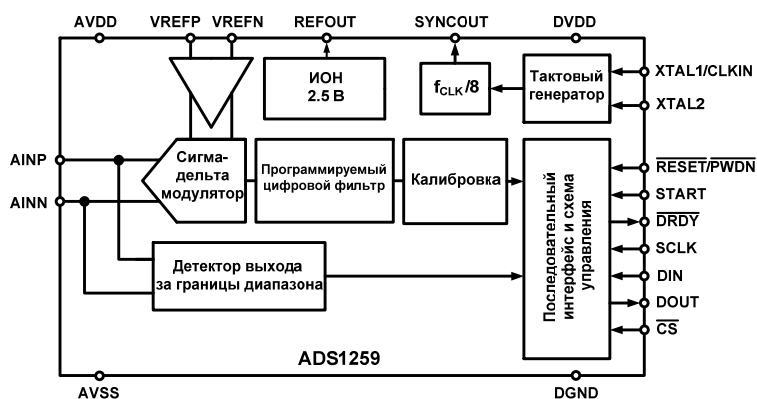 AVDD VREFP VREFN REFOUT SYNCOUT DVDD
ИОН
2.5 В
fCLK /8
Тактовый
генератор
XTAL1/CLKIN
XTAL2
AINP
AINN
Сигма-
дельта
модулятор
Программируемый
цифровой фильтр
Калибровка
Последовательный
интерфейс и схема
управления
RESET/PWDN
START
DRDY
SCLK
DIN
DOUT
CS
Детектор выхода
за границы диапазона
ADS1259
AVSS DGND